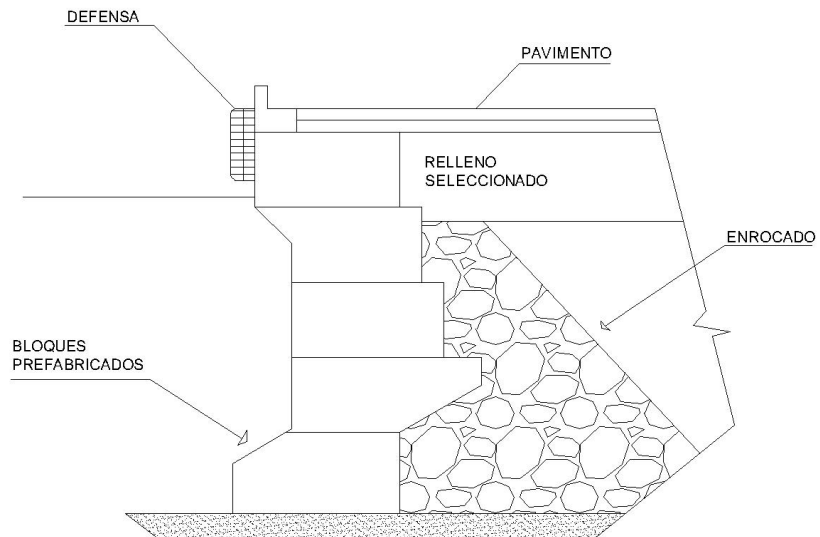 DEFENSA
PAVIMENTO
RELLENO
SELECCIONADO
ENROCADO
BLOQUES
PREFABRICADOS